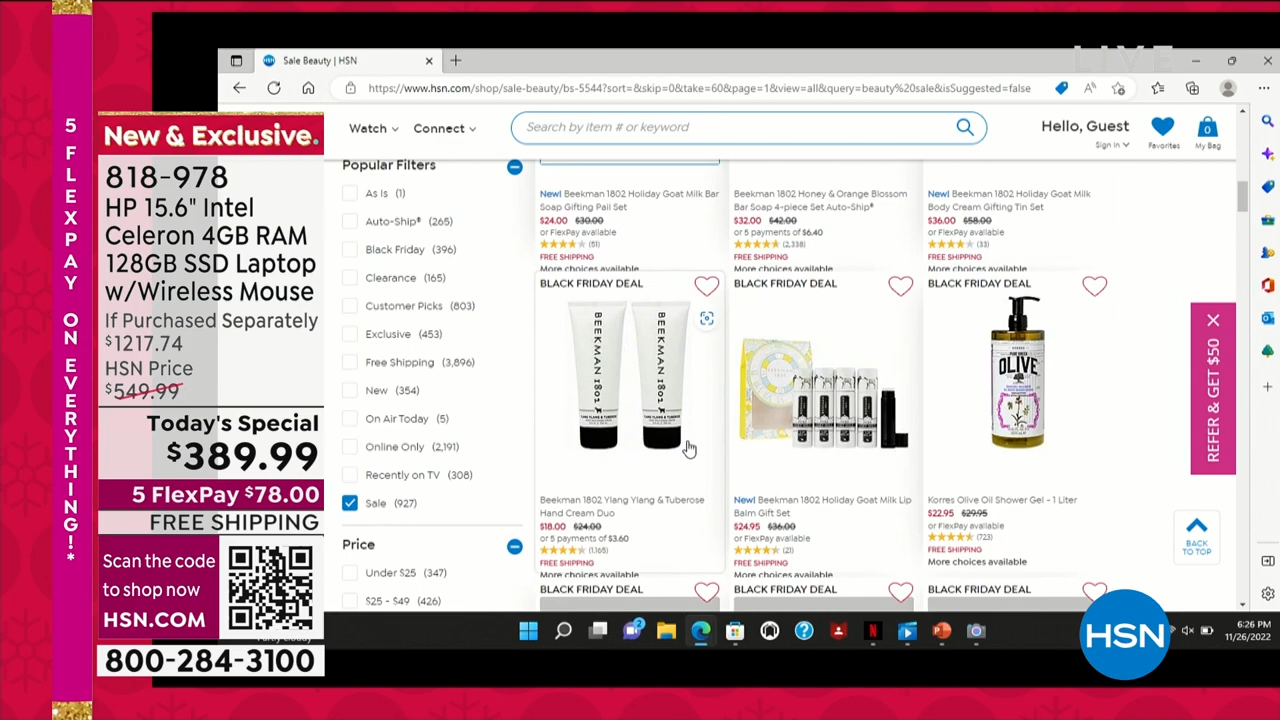 5 FLEXPAY ON EVERYTHING!*
New & Exclusive.
818-978
HP 15.6" Intel
Celeron 4GB RAM
128GB SSD Laptop
w/Wireless Mouse
If Purchased Separately
$1217.74
HSN Price
$549.99
Today's Special
$389.99
5 FlexPay $78.00
FREE SHIPPING
Scan the code
to shop now
HSN.COM
800-284-3100
LIVE
Sale Beauty | HSN
https://www.hsn.com/shop/sale-beauty/bs-5544?sort=&skip=0&take=60&page=1&view=all&query=beauty%20sale&isSuggested=false
Watch
Connect
Search by item # or keyword
Hello, Guest
Sign In
Favorites
0
My Bag
Popular Filters
As Is (1)
Auto-Ship® (265)
Black Friday (396)
Clearance (165)
Customer Picks (803)
Exclusive (453)
Free Shipping (3,896)
New (354)
On Air Today (5)
Online Only (2,191)
Recently on TV (308)
Sale (927)
Price
Under $25 (347)
$25 - $49 (426)
New! Beekman 1802 Holiday Goat Milk Bar
Soap Gifting Pail Set
$24.00 $30.00
or FlexPay available
(51)
FREE SHIPPING
More choices available
Beekman 1802 Honey & Orange Blossom
Bar Soap 4-piece Set Auto-Ship®
$32.00 $42.00
or 5 payments of $6.40
(2,338)
FREE SHIPPING
More choices available
New! Beekman 1802 Holiday Goat Milk
Body Cream Gifting Tin Set
$36.00 $58.00
or FlexPay available
(33)
FREE SHIPPING
More choices available
BLACK FRIDAY DEAL
BEEKMAN 1802
BEEKMAN 1802
Beekman 1802 Ylang Ylang & Tuberose
Hand Cream Duo
$18.00 $24.00
or 5 payments of $3.60
(1,165)
FREE SHIPPING
More choices available
BLACK FRIDAY DEAL
New! Beekman 1802 Holiday Goat Milk Lip
Balm Gift Set
$24.95 $36.00
or FlexPay available
(21)
FREE SHIPPING
More choices available
BLACK FRIDAY DEAL
KORRES
PURE GREEK
OLIVE
Korres Olive Oil Shower Gel - 1 Liter
$22.95 $29.95
or FlexPay available
(723)
FREE SHIPPING
More choices available
BLACK FRIDAY DEAL
BLACK FRIDAY DEAL
BLACK FRIDAY DEAL
REFER & GET $50
BACK
TO TOP
HSN
Partly cloudy
2
6:26 PM
11/26/2022